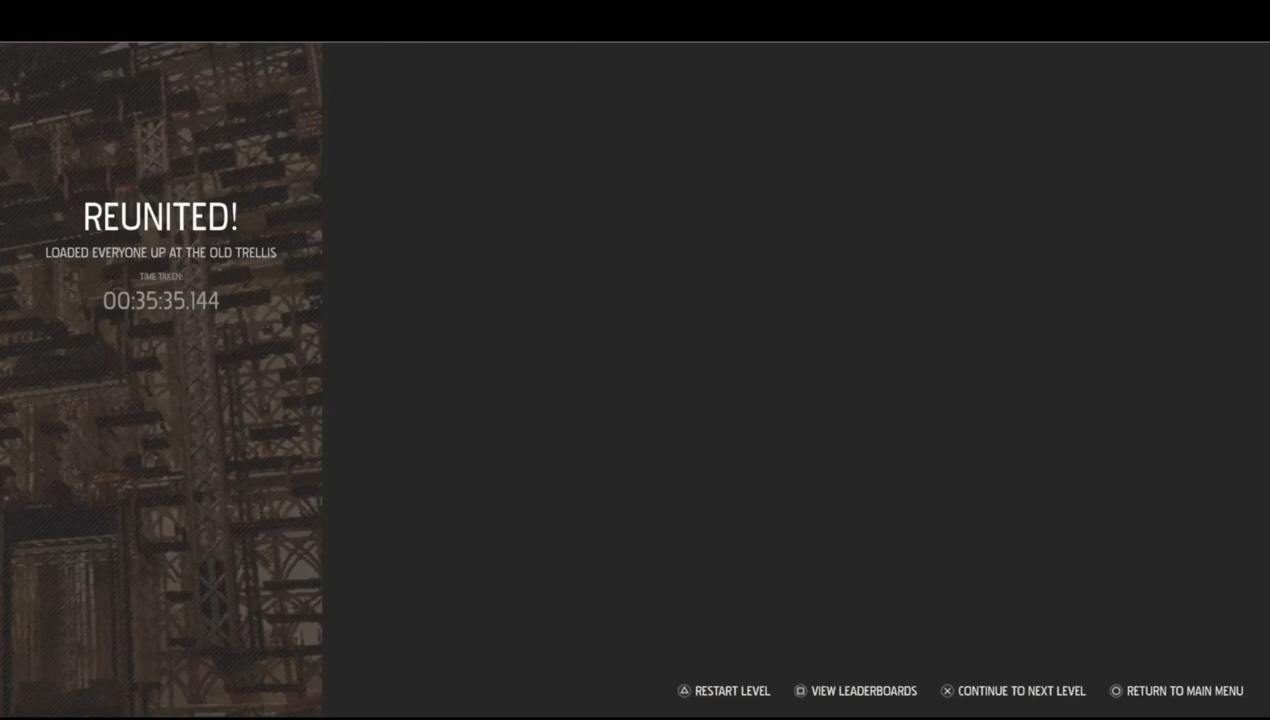 REUNITED!
LOADED EVERYONE UP AT THE OLD TRELLIS
TIME TAKEN:
00:35:35.144
RESTART LEVEL VIEW LEADERBOARDS CONTINUE TO NEXT LEVEL RETURN TO MAIN MENU